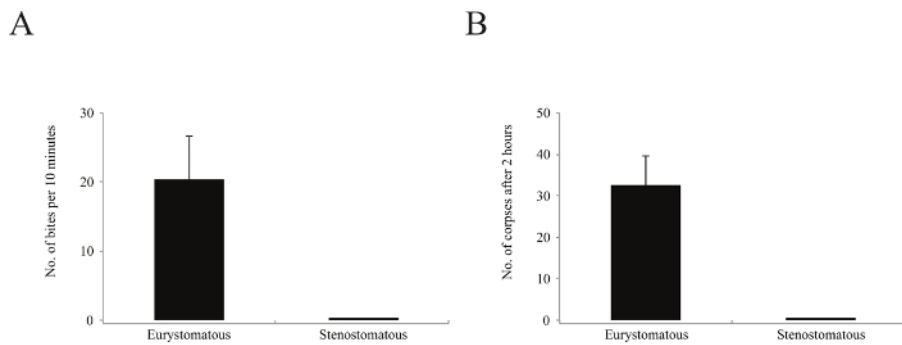 A
B
No. of bites per 10 minutes
30
20
10
0
Eurystomatous
Stenostomatous
No. of corpses after 2 hours
50
40
30
20
10
0
Eurystomatous
Stenostomatous